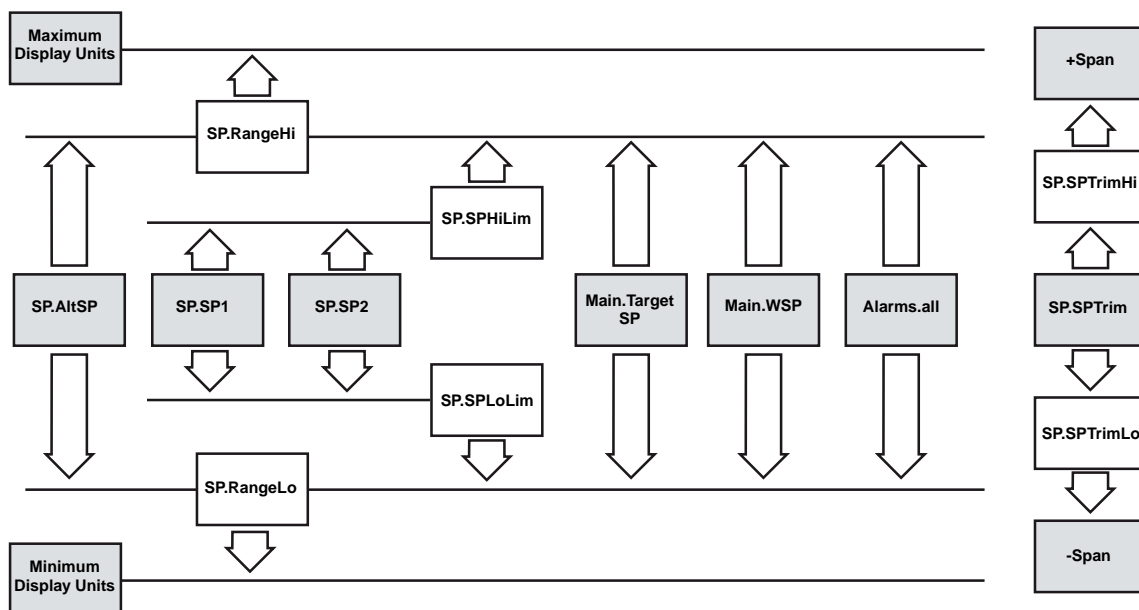 Maximum
Display Units
+Span
SP.RangeHi
SP.SPTrimHi
SP.SPHiLim
SP.AltSP
SP.SP1
SP.SP2
Main.Target
SP
Main.WSP
Alarms.all
SP.SPTrim
SP.SPLoLim
SP.SPTrimLo
SP.RangeLo
-Span
Minimum
Display Units